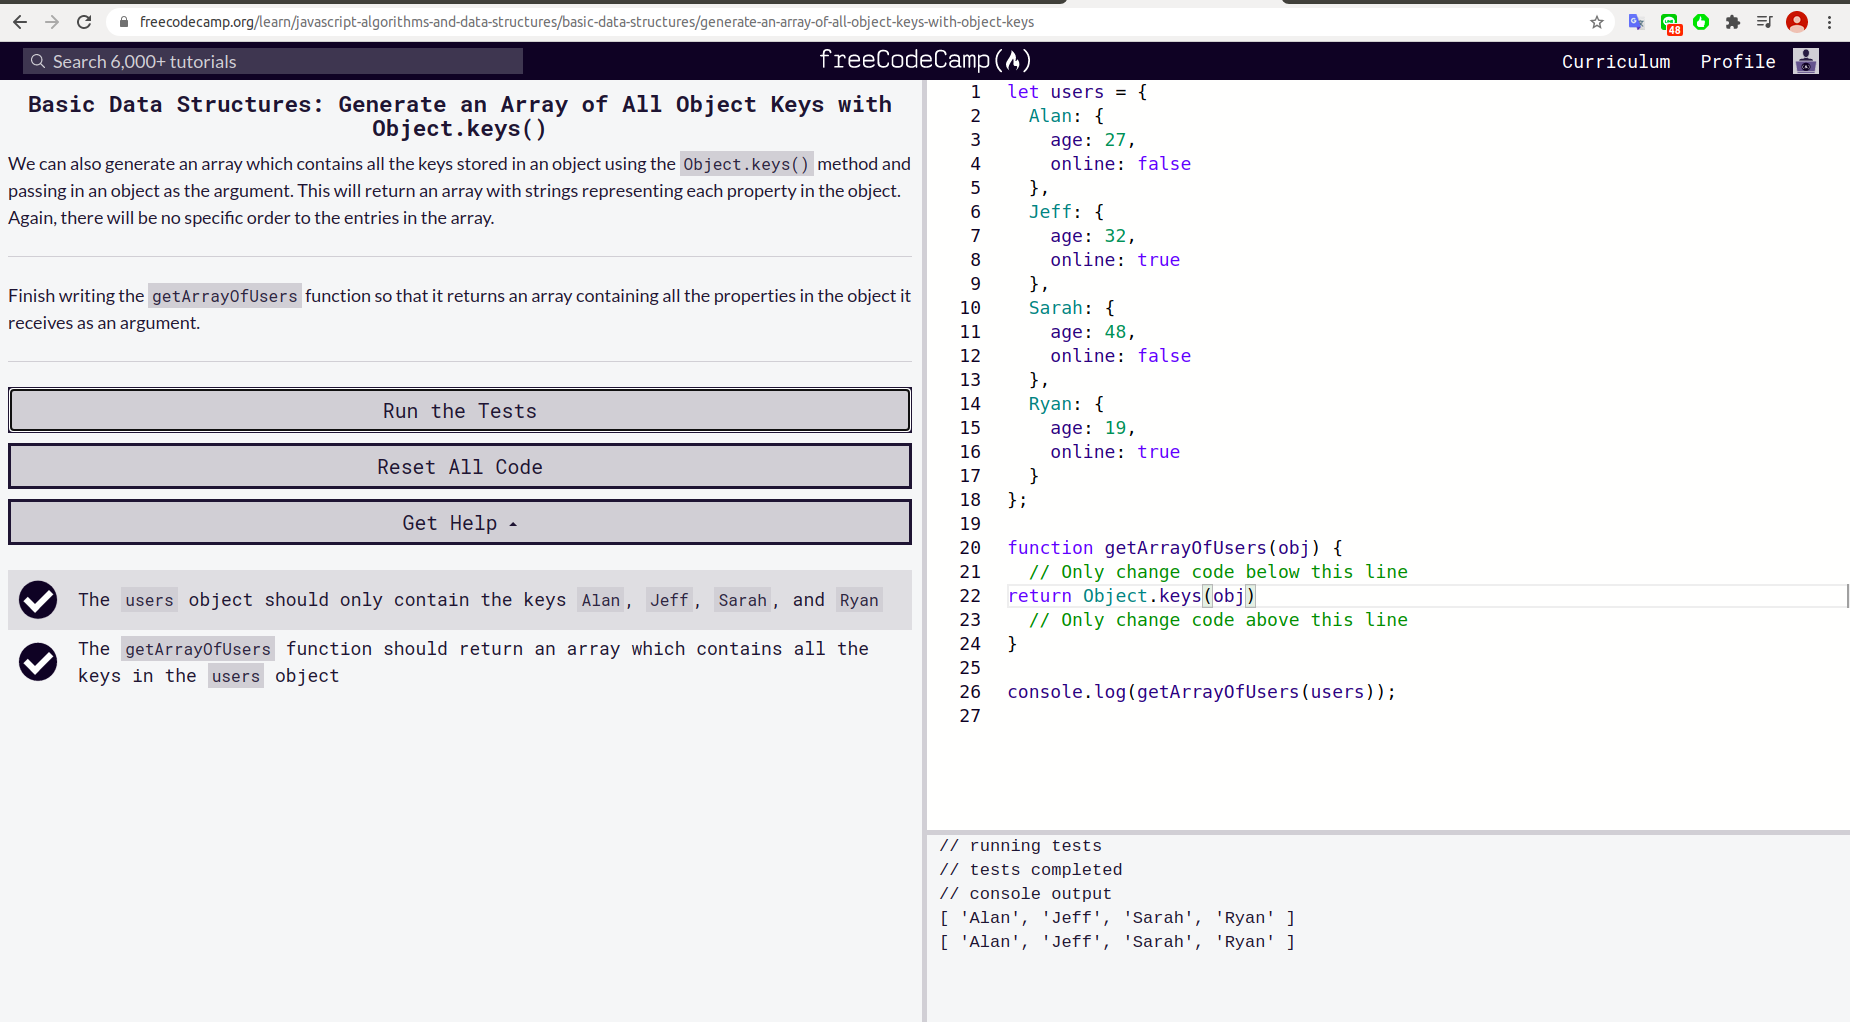 freecodecamp.org/learn/javascript-algorithms-and-data-structures/basic-data-structures/generate-an-array-of-all-object-keys-with-object-keys
48
Search 6,000+ tutorials
freeCodeCamp
Curriculum
Profile
Basic Data Structures: Generate an Array of All Object Keys with
Object.keys()
We can also generate an array which contains all the keys stored in an object using the Object.keys() method and
passing in an object as the argument. This will return an array with strings representing each property in the object.
Again, there will be no specific order to the entries in the array.
Finish writing the getArrayOfUsers function so that it returns an array containing all the properties in the object it
receives as an argument.
Run the Tests
Reset All Code
Get Help
The users object should only contain the keys Alan, Jeff, Sarah, and Ryan
The getArrayOfUsers function should return an array which contains all the
keys in the users object
1 let users = {
2   Alan: {
3     age: 27,
4     online: false
5   },
6   Jeff: {
7     age: 32,
8     online: true
9   },
10   Sarah: {
11     age: 48,
12     online: false
13   },
14   Ryan: {
15     age: 19,
16     online: true
17   }
18 };
19
20 function getArrayOfUsers(obj) {
21   // Only change code below this line
22 return Object.keys(obj)
23   // Only change code above this line
24 }
25
26 console.log(getArrayOfUsers(users));
27
// running tests
// tests completed
// console output
[ 'Alan', 'Jeff', 'Sarah', 'Ryan' ]
[ 'Alan', 'Jeff', 'Sarah', 'Ryan' ]